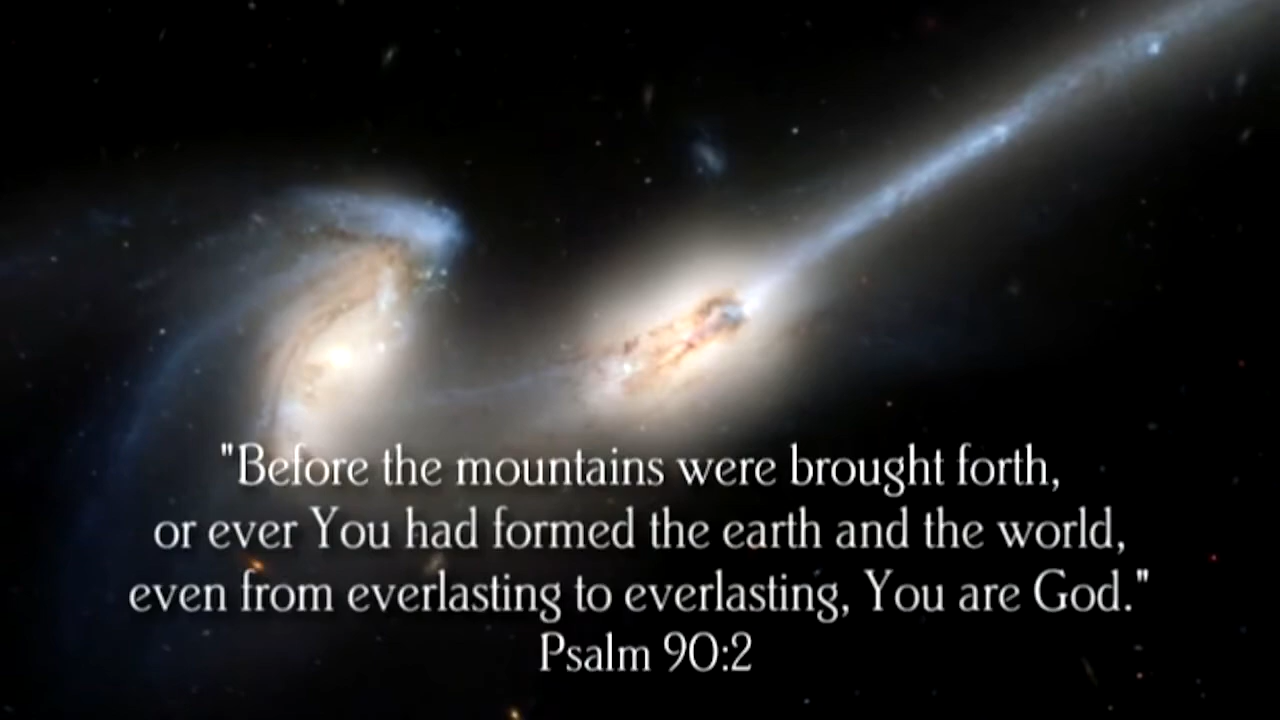 "Before the mountains were brought forth,
or ever You had formed the earth and the world,
even from everlasting to everlasting, You are God."
Psalm 90:2